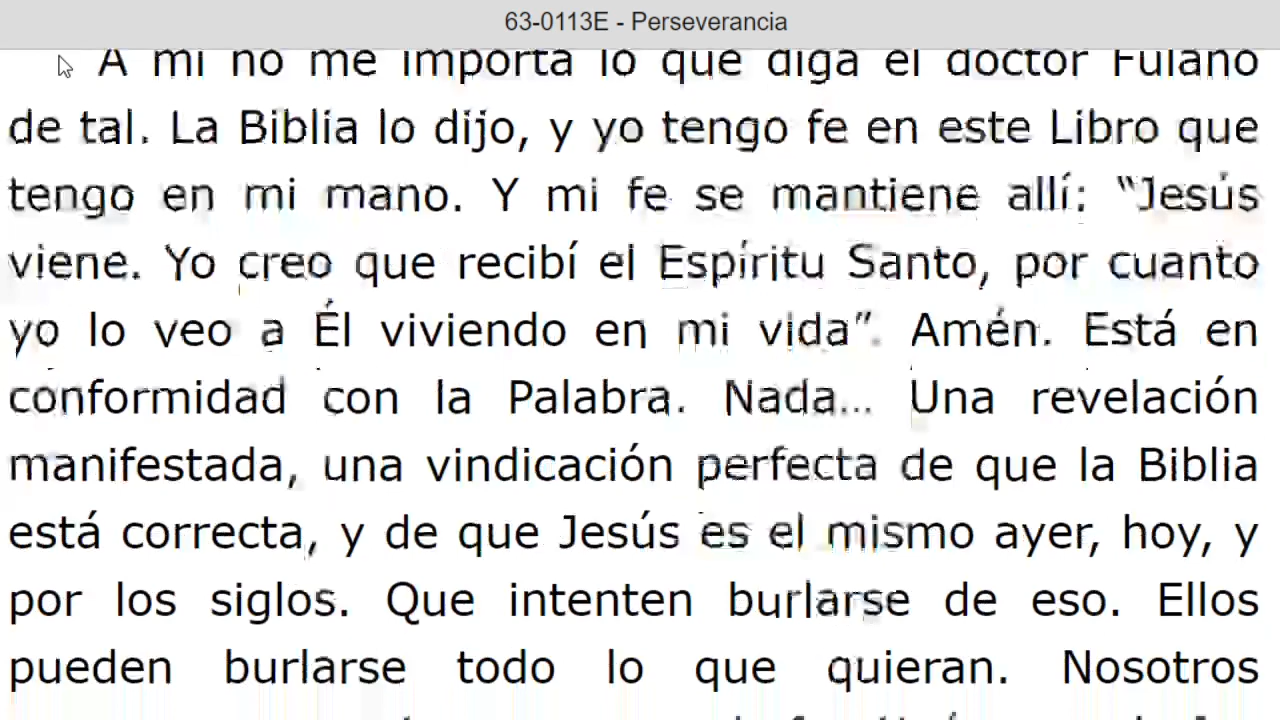 63-0113E - Perseverancia
A mí no me importa lo que diga el doctor Fulano
de tal. La Biblia lo dijo, y yo tengo fe en este Libro que
tengo en mi mano. Y mi fe se mantiene allí: “Jesús
viene. Yo creo que recibí el Espíritu Santo, por cuanto
yo lo veo a Él viviendo en mi vida”. Amén. Está en
conformidad con la Palabra. Nada... Una revelación
manifestada, una vindicación perfecta de que la Biblia
está correcta, y de que Jesús es el mismo ayer, hoy, y
por los siglos. Que intenten burlarse de eso. Ellos
pueden burlarse todo lo que quieran. Nosotros